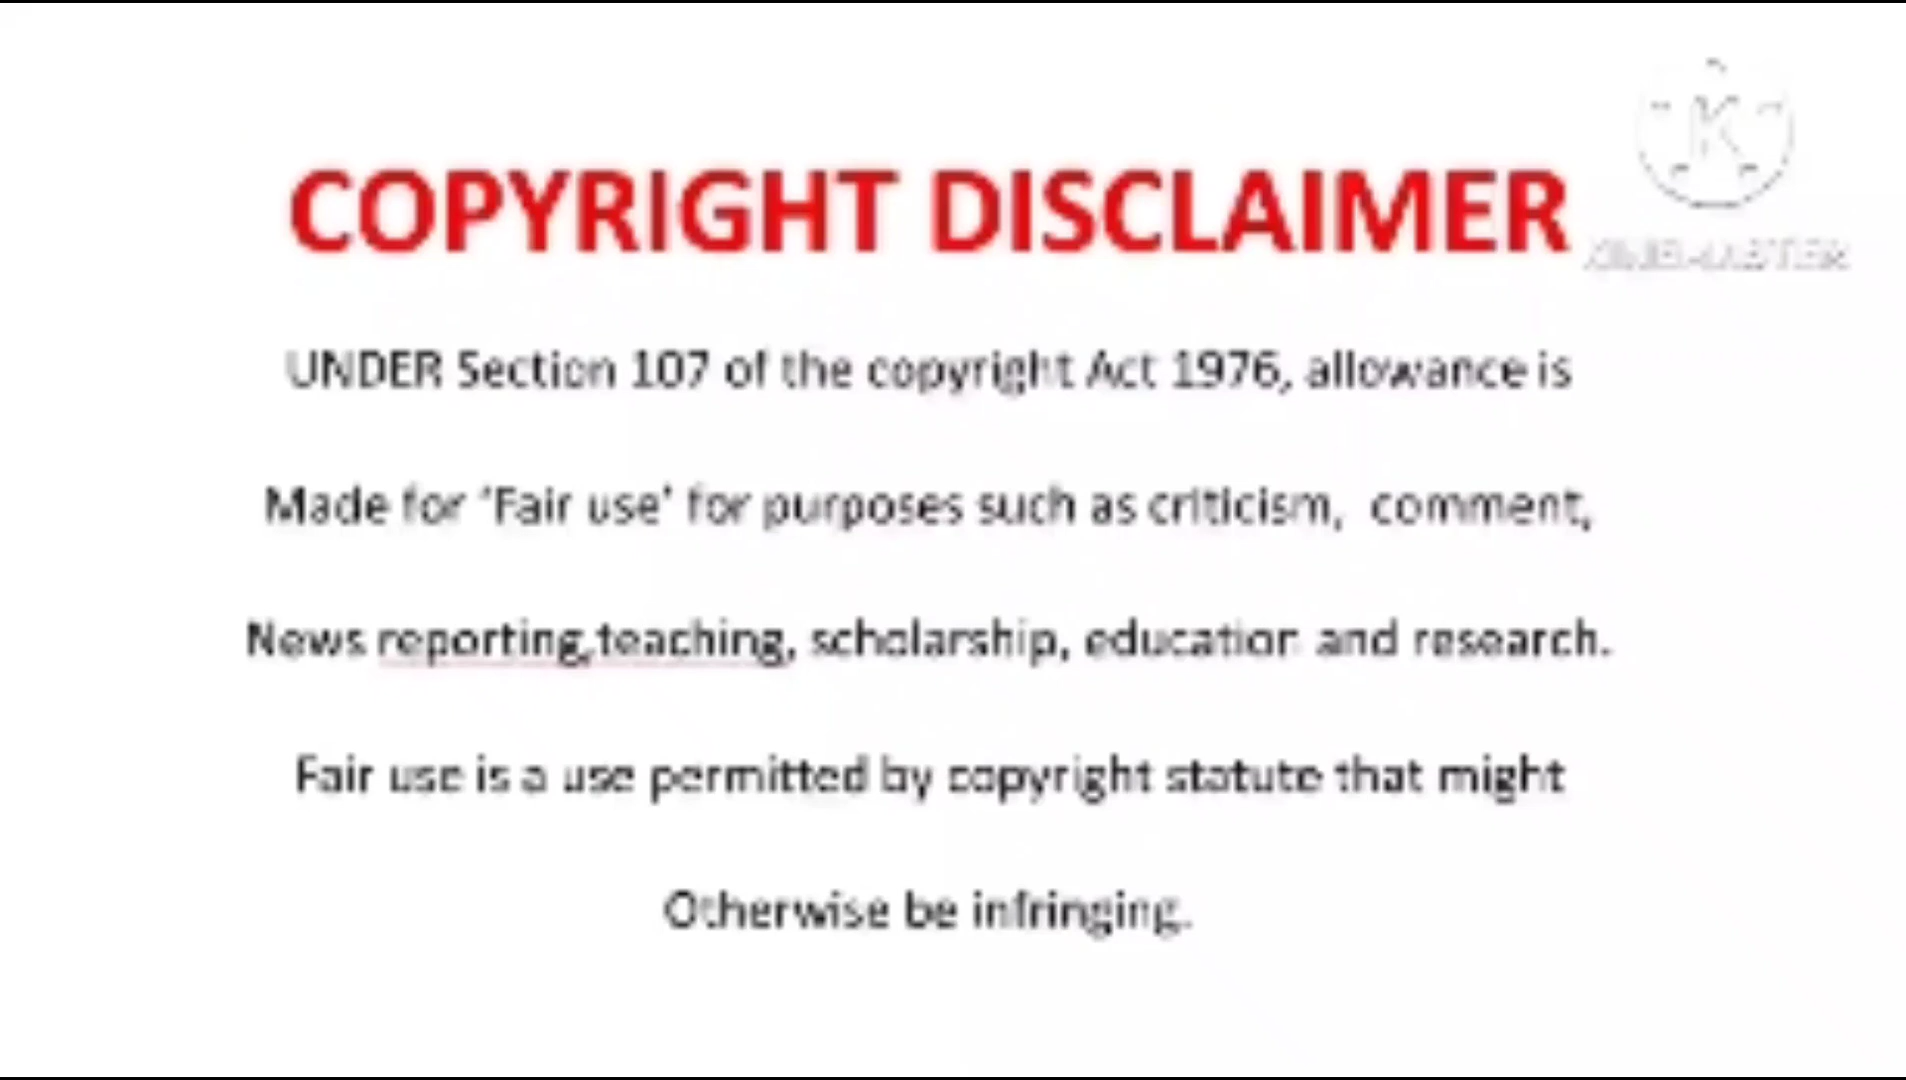 COPYRIGHT DISCLAIMER
KINEMASTER
UNDER Section 107 of the copyright Act 1976, allowance is
Made for ‘Fair use’ for purposes such as criticism, comment,
News reporting,teaching, scholarship, education and research.
Fair use is a use permitted by copyright statute that might
Otherwise be infringing.